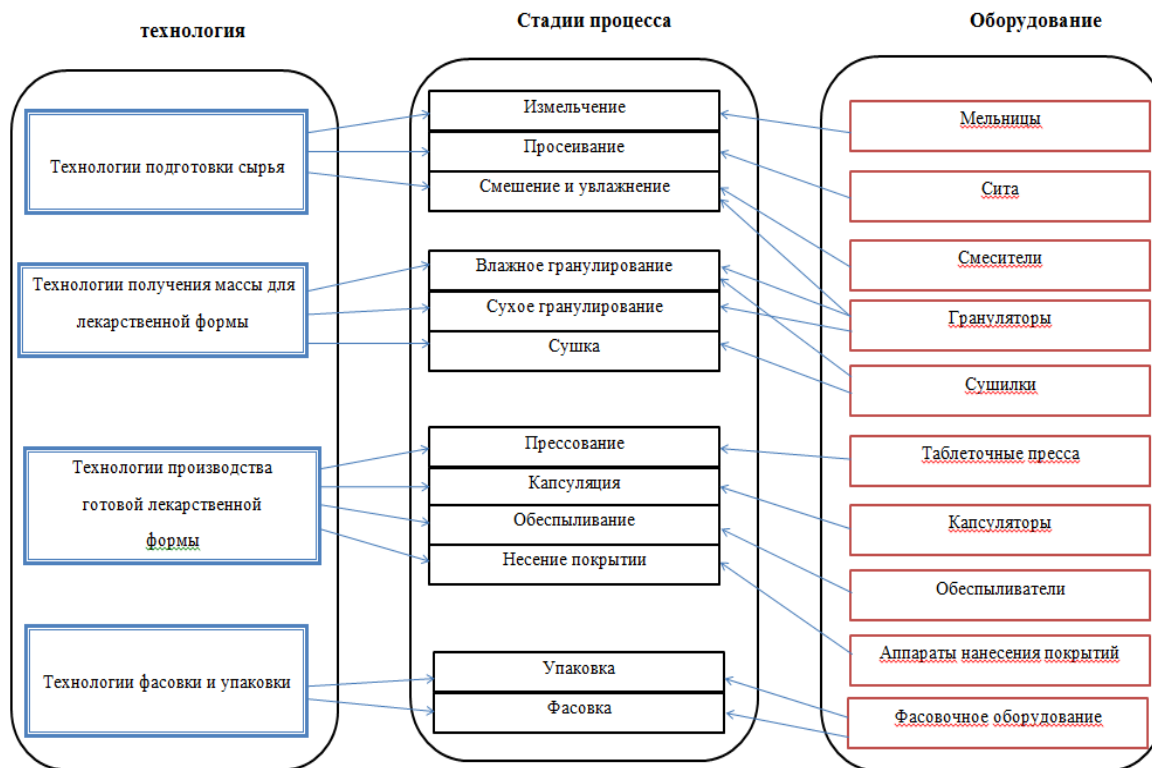 технология
Стадии процесса
Оборудование
Технологии подготовки сырья
Технологии получения массы для
лекарственной формы
Технологии производства
готовой лекарственной
формы
Технологии фасовки и упаковки
Измельчение
Просеивание
Смешение и увлажнение
Влажное гранулирование
Сухое гранулирование
Сушка
Прессование
Капсуляция
Обеспыливание
Несение покрытии
Упаковка
Фасовка
Мельницы
Сита
Смесители
Грануляторы
Сушилки
Таблеточные пресса
Капсуляторы
Обеспыливатели
Аппараты нанесения покрытий
Фасовочное оборудование